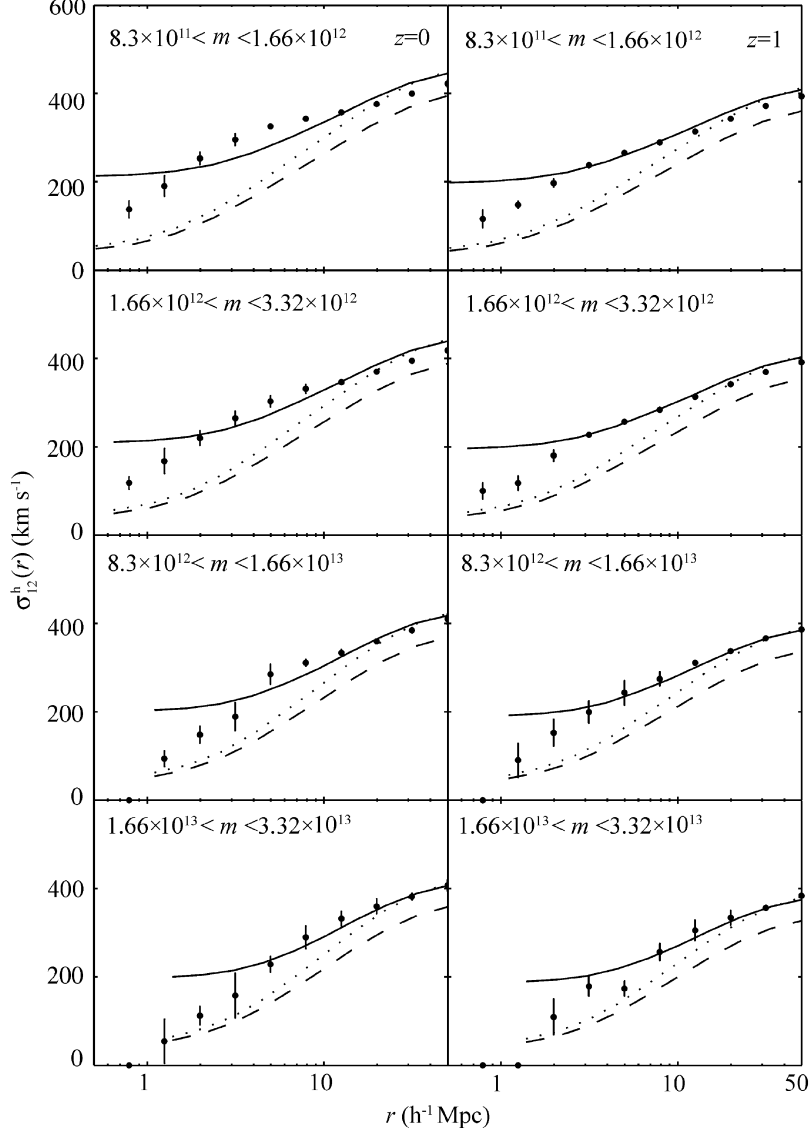 600
8.3×10¹¹< m <1.66×10¹² z=0
8.3×10¹¹< m <1.66×10¹² z=1
400
200
0
1.66×10¹²< m <3.32×10¹²
1.66×10¹²< m <3.32×10¹²
400
200
0
σʰ₁₂(r) (km s⁻¹)
8.3×10¹²< m <1.66×10¹³
8.3×10¹²< m <1.66×10¹³
400
200
0
1.66×10¹³< m <3.32×10¹³
1.66×10¹³< m <3.32×10¹³
400
200
0
1 10 1 10 50
r (h⁻¹ Mpc)